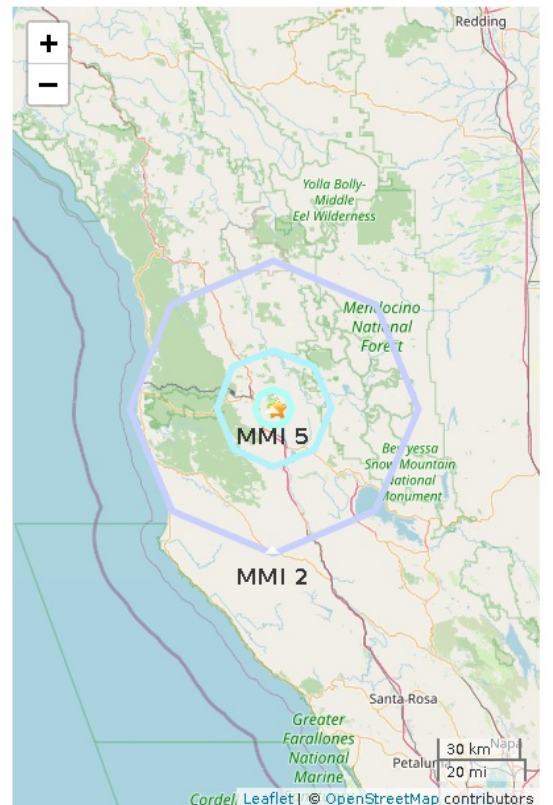 Redding
+
−
Yolla Bolly-
Middle
Eel Wilderness
Mendocino
National
Forest
MMI 5
Berryessa
Snow Mountain
National
Monument
MMI 2
Santa Rosa
Greater
Farallones
National
Marine
30 km
Napa
Petaluma
20 mi
Cordel
Leaflet | © OpenStreetMap contributors